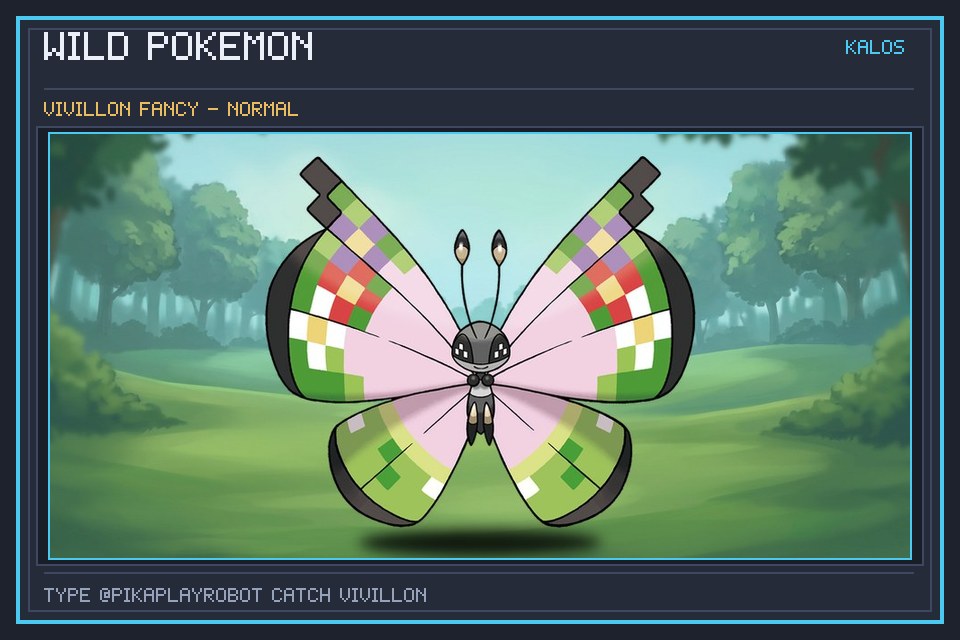 WILD POKEMON
KALOS
VIVILLON FANCY - NORMAL
TYPE @PIKAPLAYROBOT CATCH VIVILLON